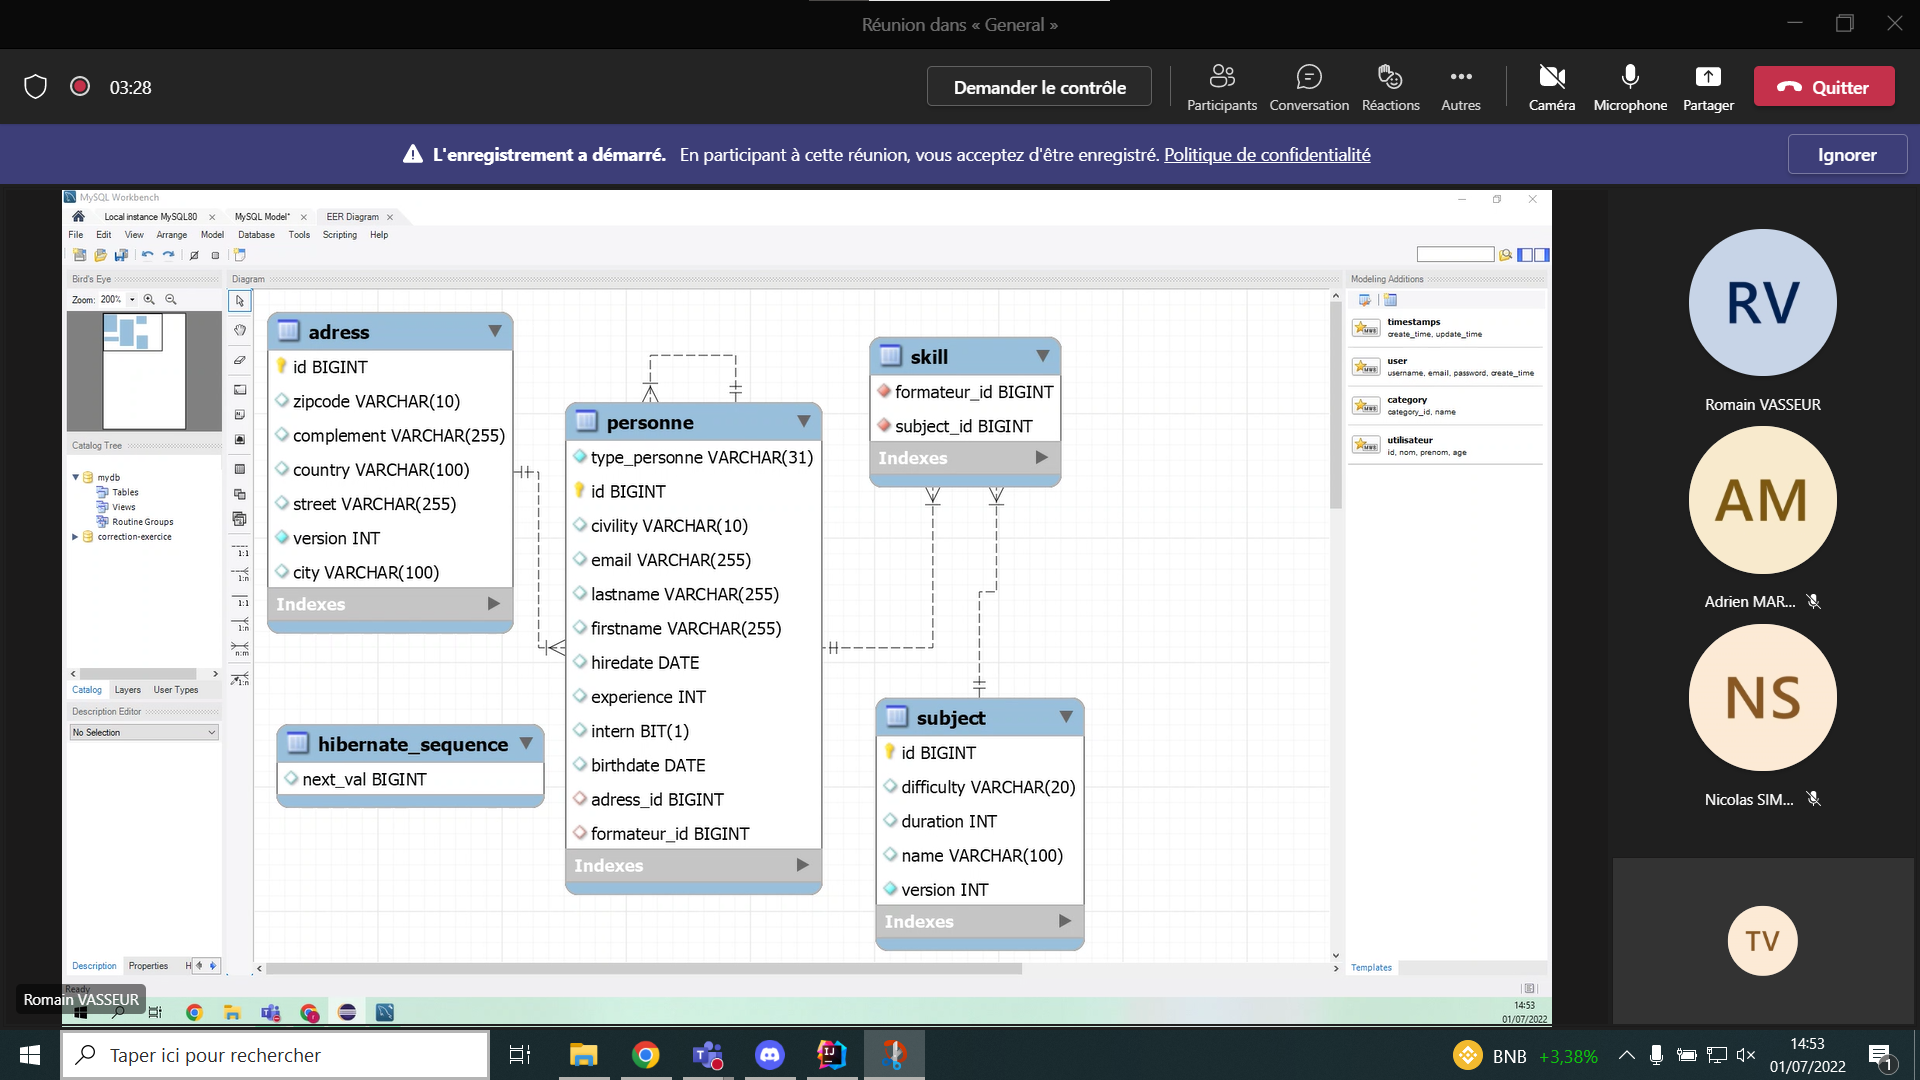 Réunion dans « General »
03:28
Demander le contrôle
Participants
Conversation
Réactions
Autres
Caméra
Microphone
Partager
Quitter
L'enregistrement a démarré. En participant à cette réunion, vous acceptez d'être enregistré. Politique de confidentialité
Ignorer
MySQL Workbench
Local instance MySQL80
MySQL Model*
EER Diagram
File Edit View Arrange Model Database Tools Scripting Help
Bird's Eye
Zoom: 200%
Catalog Tree
mydb
Tables
Views
Routine Groups
correction-exercice
Catalog Layers User Types
Description Editor
No Selection
Description Properties H
Ready
1:1
1:n
1:1
1:n
n:m
1:n
Diagram
adress
id BIGINT
zipcode VARCHAR(10)
complement VARCHAR(255)
country VARCHAR(100)
street VARCHAR(255)
version INT
city VARCHAR(100)
Indexes
hibernate_sequence
next_val BIGINT
personne
type_personne VARCHAR(31)
id BIGINT
civility VARCHAR(10)
email VARCHAR(255)
lastname VARCHAR(255)
firstname VARCHAR(255)
hiredate DATE
experience INT
intern BIT(1)
birthdate DATE
adress_id BIGINT
formateur_id BIGINT
Indexes
skill
formateur_id BIGINT
subject_id BIGINT
Indexes
subject
id BIGINT
difficulty VARCHAR(20)
duration INT
name VARCHAR(100)
version INT
Indexes
Modeling Additions
timestamps
create_time, update_time
user
username, email, password, create_time
category
category_id, name
utilisateur
id, nom, prenom, age
Templates
14:53
01/07/2022
RV
Romain VASSEUR
AM
Adrien MAR...
NS
Nicolas SIM...
TV
Romain VASSEUR
Taper ici pour rechercher
BNB +3,38%
14:53
01/07/2022
1